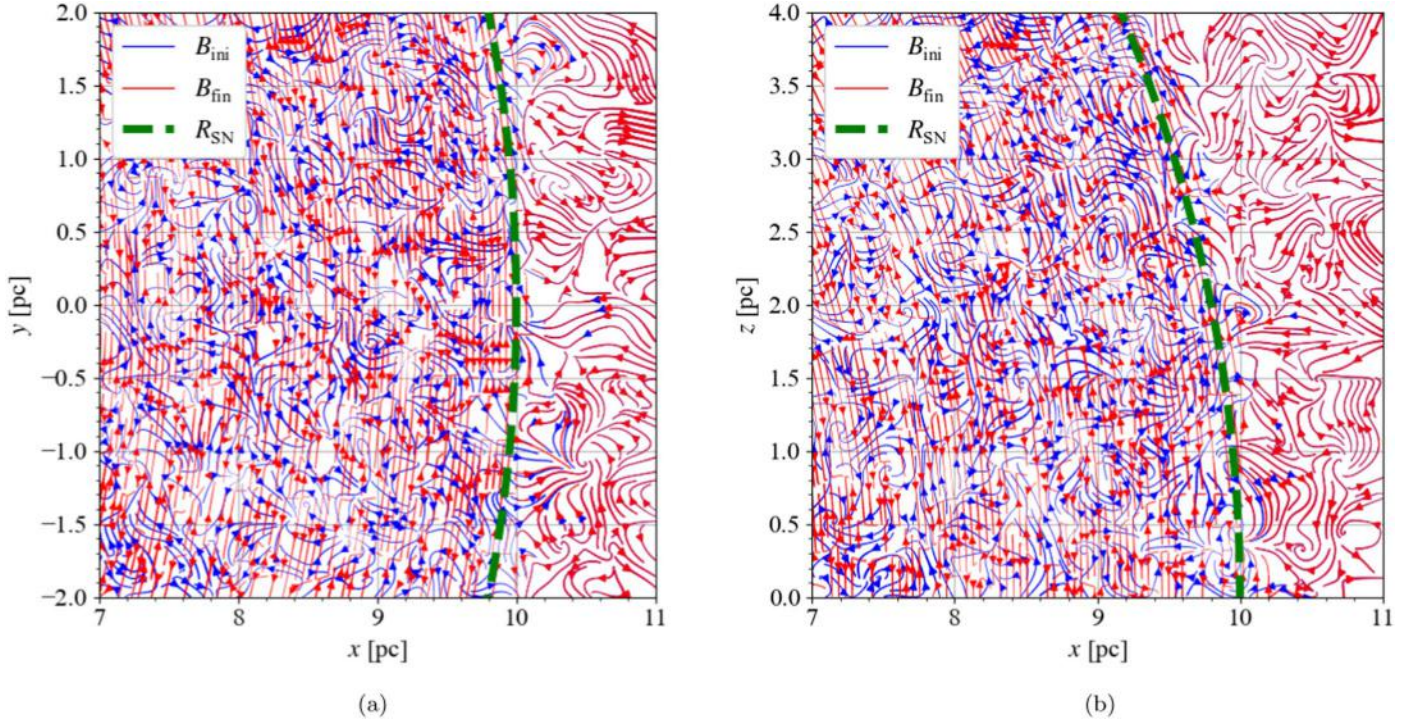 2.0
1.5
1.0
0.5
0.0
−0.5
−1.0
−1.5
−2.0
y [pc]
B_ini
B_fin
R_SN
7 8 9 10 11
x [pc]
(a)
4.0
3.5
3.0
2.5
2.0
1.5
1.0
0.5
0.0
z [pc]
B_ini
B_fin
R_SN
7 8 9 10 11
x [pc]
(b)